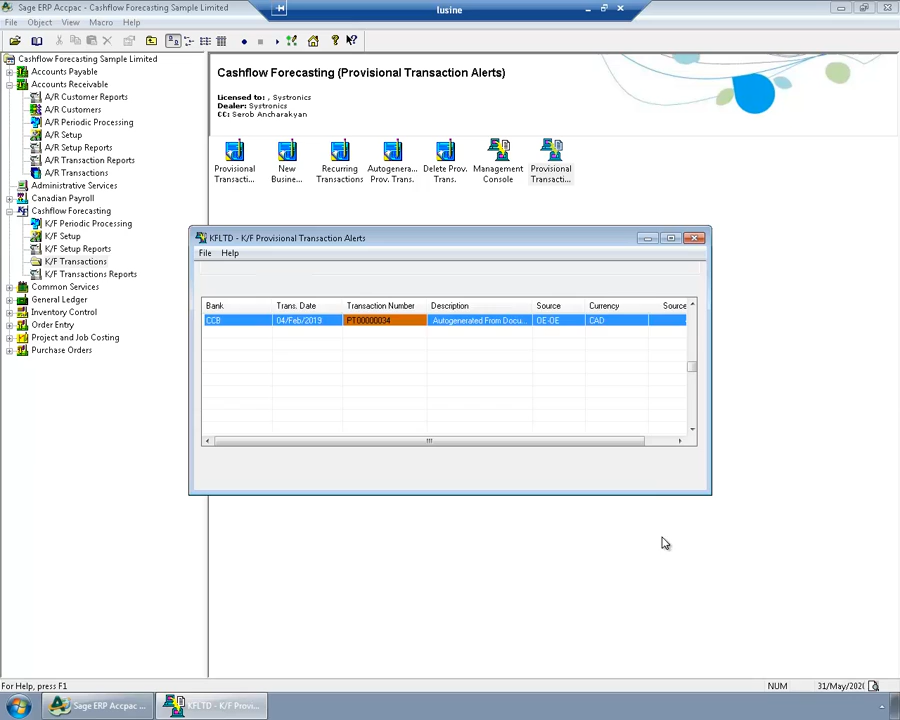 Sage ERP Accpac - Cashflow Forecasting Sample Limited
lusine
File Object View Macro Help
Cashflow Forecasting Sample Limited
Accounts Payable
Accounts Receivable
A/R Customer Reports
A/R Customers
A/R Periodic Processing
A/R Setup
A/R Setup Reports
A/R Transaction Reports
A/R Transactions
Administrative Services
Canadian Payroll
Cashflow Forecasting
K/F Periodic Processing
K/F Setup
K/F Setup Reports
K/F Transactions
K/F Transactions Reports
Common Services
General Ledger
Inventory Control
Order Entry
Project and Job Costing
Purchase Orders
Cashflow Forecasting (Provisional Transaction Alerts)
Licensed to: , Systronics
Dealer: Systronics
CC: Serob Ancharakyan
Provisional Transacti...
New Busine...
Recurring Transactions
Autogenera... Prov. Trans.
Delete Prov. Trans.
Management Console
Provisional Transacti...
KFLTD - K/F Provisional Transaction Alerts
File Help
Bank Trans. Date Transaction Number Description Source Currency Source
CCB 04/Feb/2019 PT00000034 Autogenerated From Docu... OE-OE CAD
For Help, press F1
NUM 31/May/202
Sage ERP Accpac ...
KFLTD - K/F Provi...